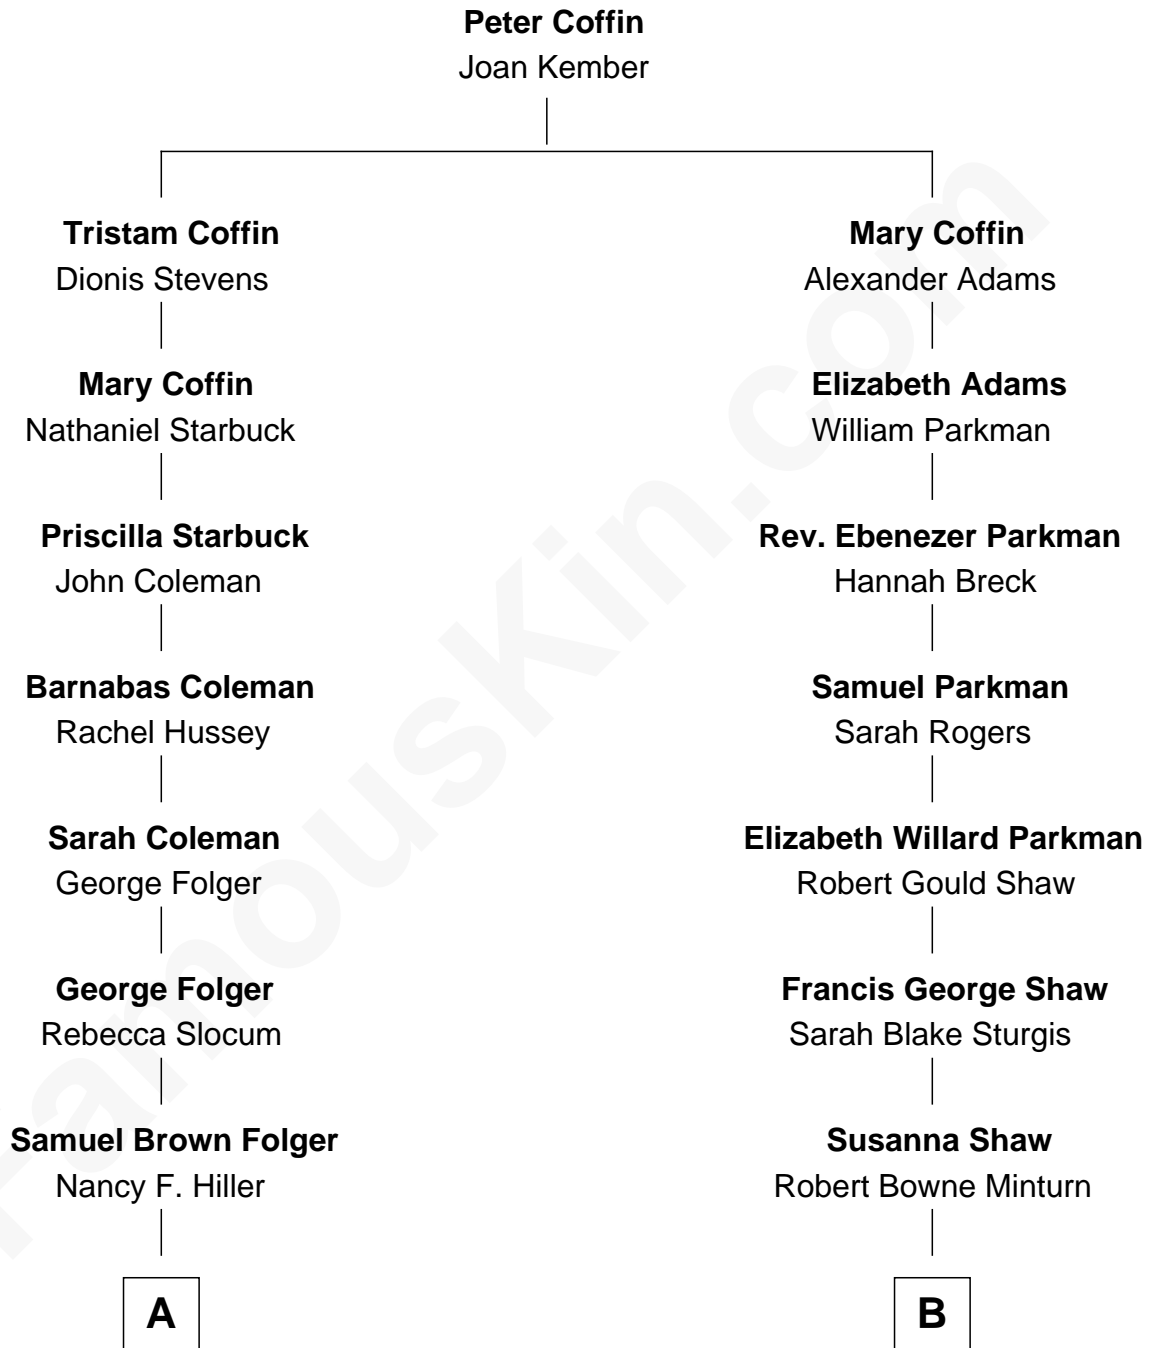 Peter Coffin
Joan Kember
Tristam Coffin
Dionis Stevens
Mary Coffin
Nathaniel Starbuck
Priscilla Starbuck
John Coleman
Barnabas Coleman
Rachel Hussey
Sarah Coleman
George Folger
George Folger
Rebecca Slocum
Samuel Brown Folger
Nancy F. Hiller
A
Mary Coffin
Alexander Adams
Elizabeth Adams
William Parkman
Rev. Ebenezer Parkman
Hannah Breck
Samuel Parkman
Sarah Rogers
Elizabeth Willard Parkman
Robert Gould Shaw
Francis George Shaw
Sarah Blake Sturgis
Susanna Shaw
Robert Bowne Minturn
B
FamousKin.com